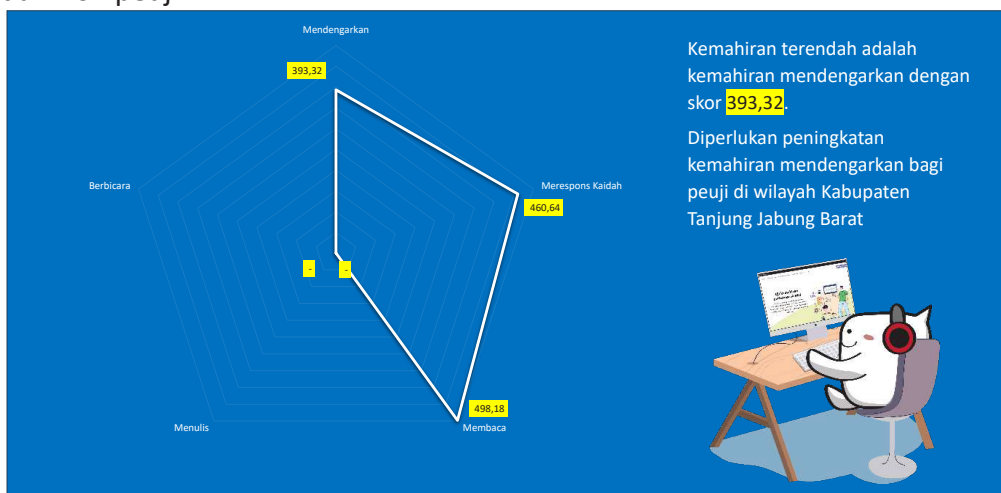 Mendengarkan
393,32
Berbicara
Merespons Kaidah
460,64
-
-
498,18
Menulis
Membaca
Kemahiran terendah adalah
kemahiran mendengarkan dengan
skor 393,32.
Diperlukan peningkatan
kemahiran mendengarkan bagi
peuji di wilayah Kabupaten
Tanjung Jabung Barat